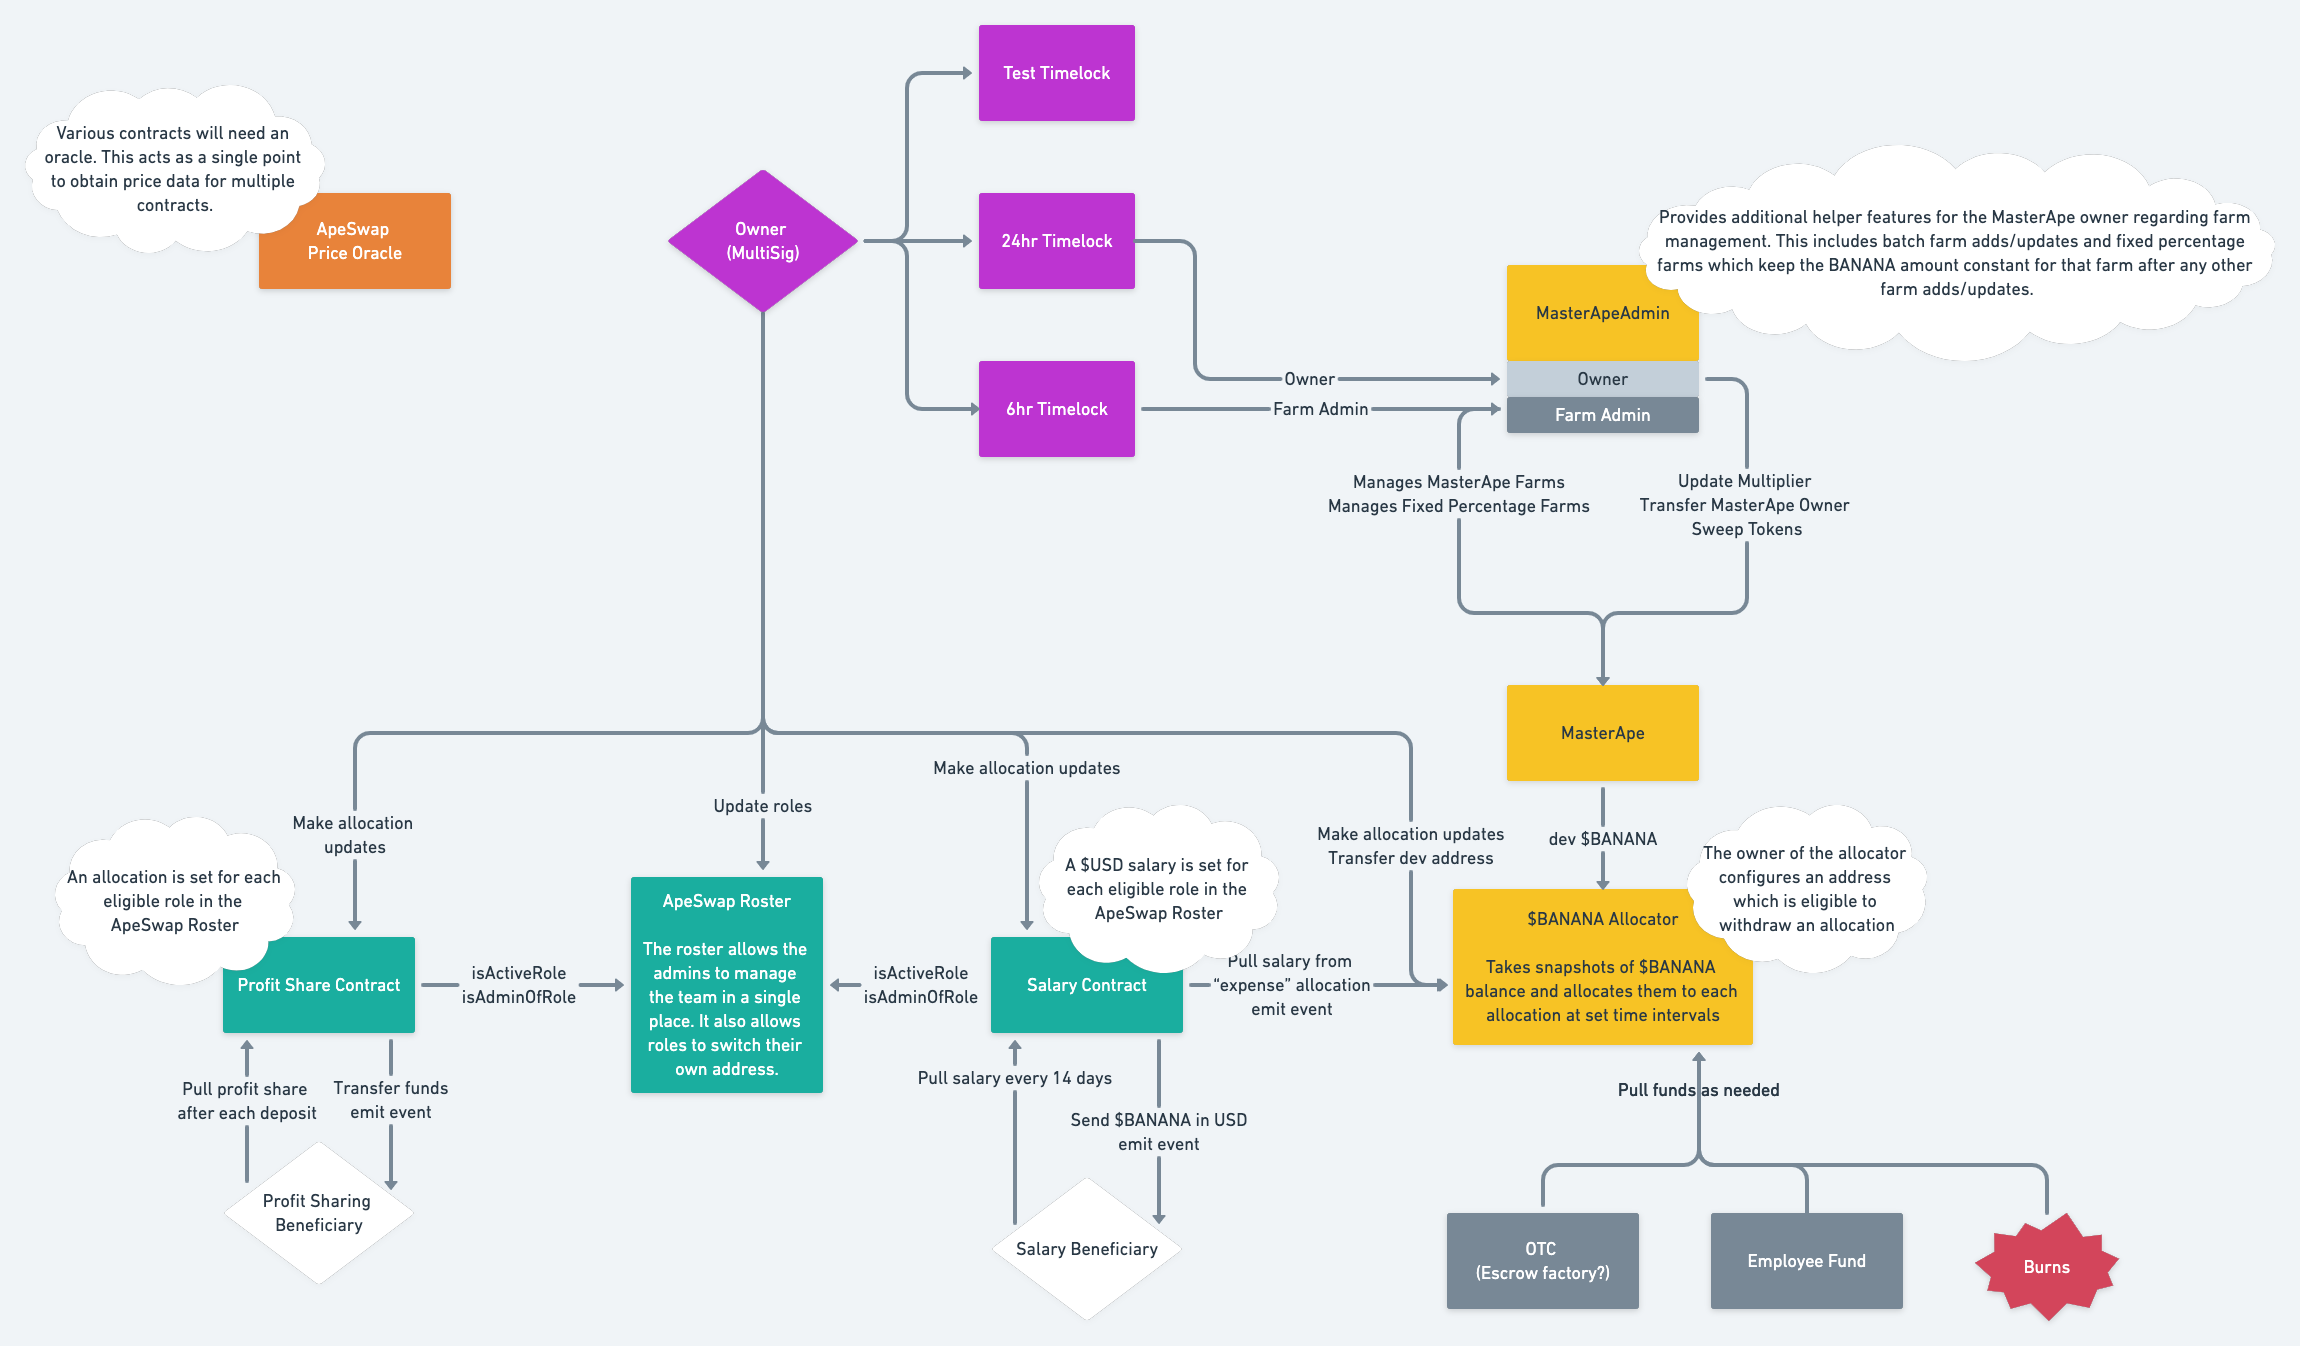 Test Timelock
Various contracts will need an
oracle. This acts as a single point
to obtain price data for multiple
contracts.
ApeSwap
Price Oracle
Owner
(MultiSig)
24hr Timelock
Provides additional helper features for the MasterApe owner regarding farm
management. This includes batch farm adds/updates and fixed percentage
farms which keep the BANANA amount constant for that farm after any other
farm adds/updates.
MasterApeAdmin
Owner
Owner
6hr Timelock
Farm Admin
Farm Admin
Manages MasterApe Farms
Manages Fixed Percentage Farms
Update Multiplier
Transfer MasterApe Owner
Sweep Tokens
MasterApe
Make allocation updates
Make allocation
updates
Update roles
Make allocation updates
Transfer dev address
dev $BANANA
An allocation is set for each
eligible role in the
ApeSwap Roster
A $USD salary is set for
each eligible role in the
ApeSwap Roster
The owner of the allocator
configures an address
which is eligible to
withdraw an allocation
Profit Share Contract
isActiveRole
isAdminOfRole
ApeSwap Roster
The roster allows the
admins to manage
the team in a single
place. It also allows
roles to switch their
own address.
isActiveRole
isAdminOfRole
Salary Contract
Pull salary from
“expense” allocation
emit event
$BANANA Allocator
Takes snapshots of $BANANA
balance and allocates them to each
allocation at set time intervals
Pull profit share
after each deposit
Transfer funds
emit event
Pull salary every 14 days
Send $BANANA in USD
emit event
Pull funds as needed
Profit Sharing
Beneficiary
Salary Beneficiary
OTC
(Escrow factory?)
Employee Fund
Burns